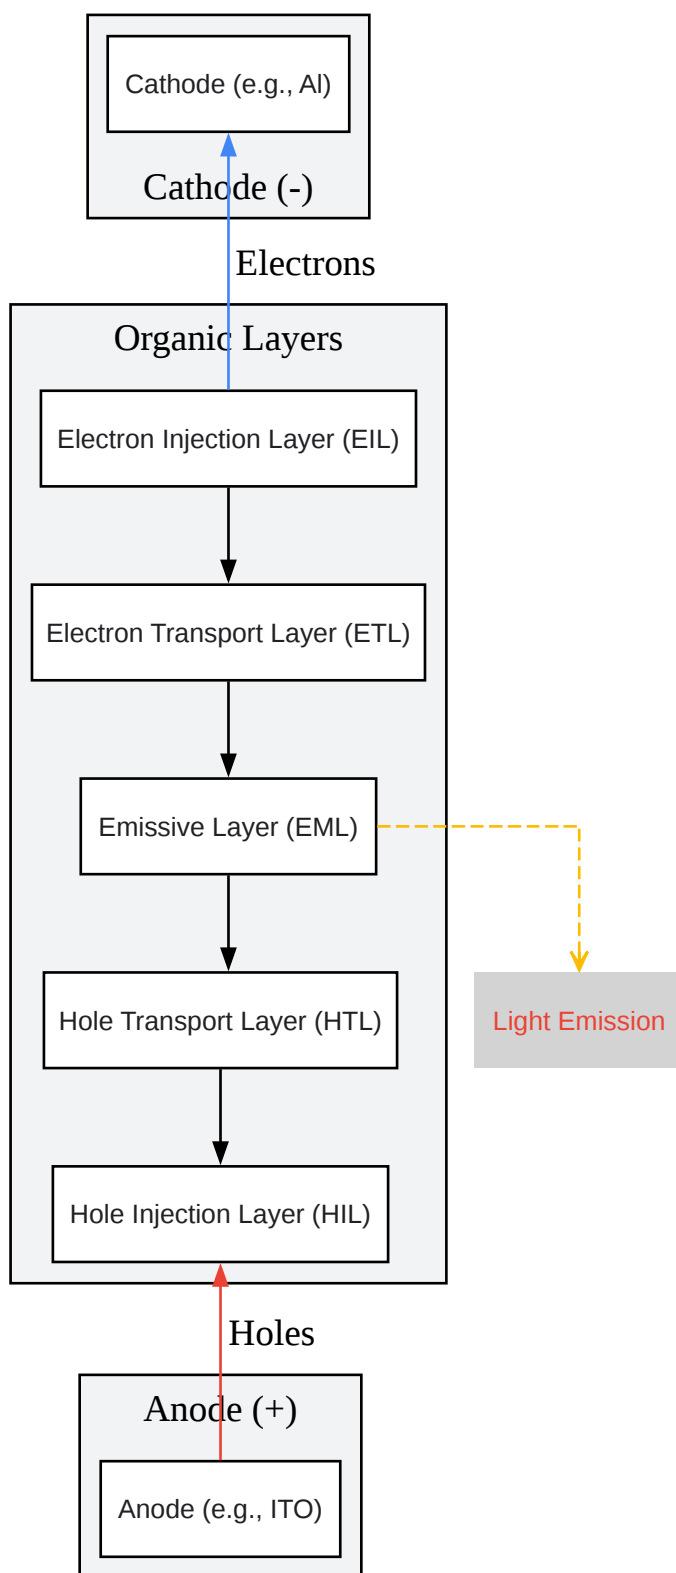 Cathode (e.g., Al)
Cathode (-)
Electrons
Organic Layers
Electron Injection Layer (EIL)
Electron Transport Layer (ETL)
Emissive Layer (EML)
Hole Transport Layer (HTL)
Light Emission
Hole Injection Layer (HIL)
Holes
Anode (+)
Anode (e.g., ITO)